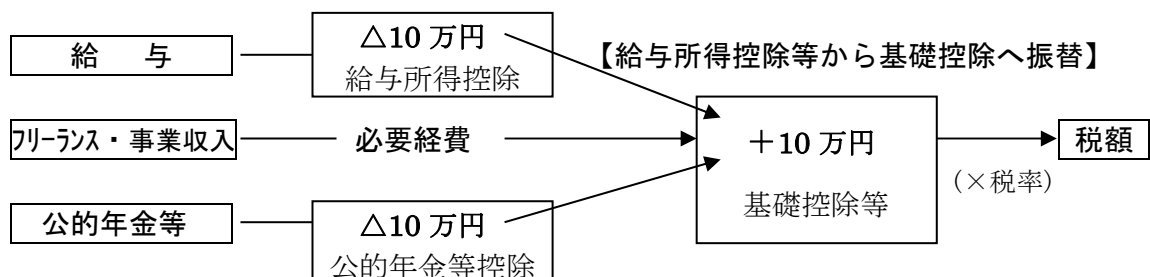 給 与
△10 万円
給与所得控除
【給与所得控除等から基礎控除へ振替】
フリーランス・事業収入
必要経費
+10 万円
基礎控除等
税額
(×税率)
公的年金等
△10 万円
公的年金等控除